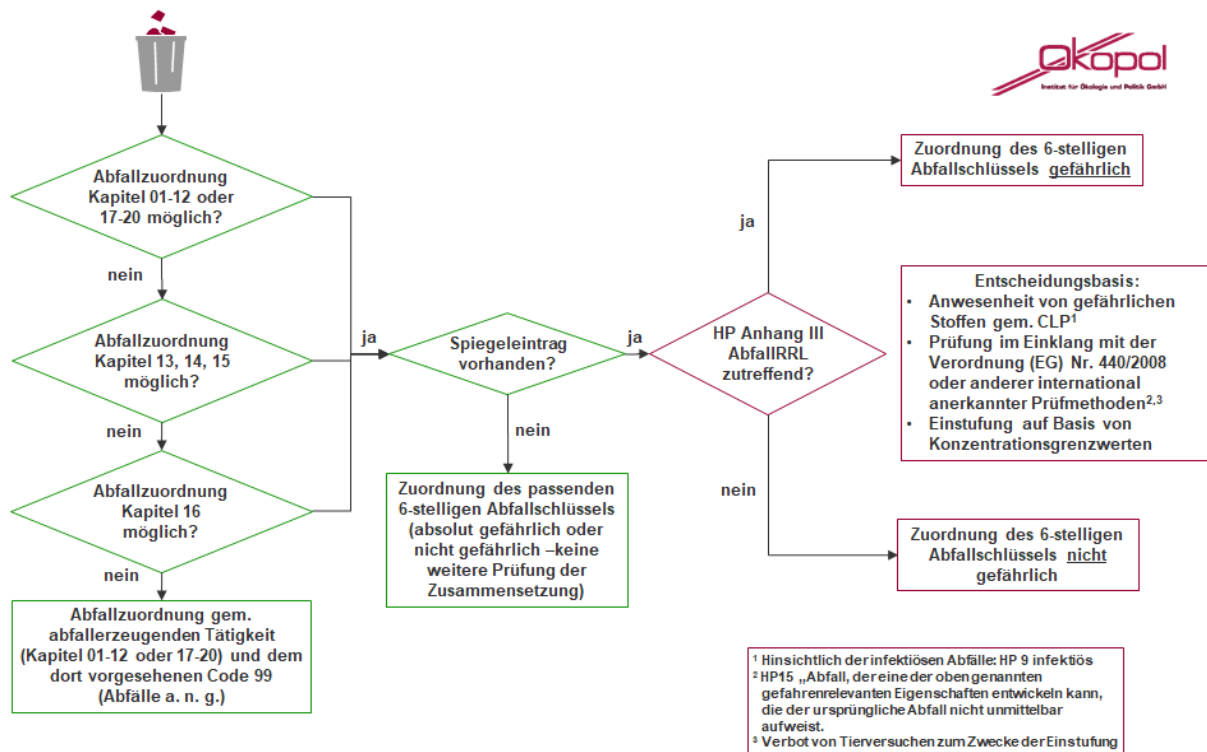 Ökopol
Institut für Ökologie und Politik GmbH
Abfallzuordnung
Kapitel 01-12 oder
17-20 möglich?
nein
Abfallzuordnung
Kapitel 13, 14, 15
möglich?
nein
Abfallzuordnung
Kapitel 16
möglich?
nein
Abfallzuordnung gem.
abfallerzeugenden Tätigkeit
(Kapitel 01-12 oder 17-20) und dem
dort vorgesehenen Code 99
(Abfälle a. n. g.)
ja
Spiegeleintrag
vorhanden?
nein
Zuordnung des passenden
6-stelligen Abfallschlüssels
(absolut gefährlich oder
nicht gefährlich –keine
weitere Prüfung der
Zusammensetzung)
ja
HP Anhang III
AbfallRRL
zutreffend?
ja
Zuordnung des 6-stelligen
Abfallschlüssels gefährlich
Entscheidungsbasis:
• Anwesenheit von gefährlichen
Stoffen gem. CLP¹
• Prüfung im Einklang mit der
Verordnung (EG) Nr. 440/2008
oder anderer international
anerkannter Prüfmethoden²,³
• Einstufung auf Basis von
Konzentrationsgrenzwerten
nein
Zuordnung des 6-stelligen
Abfallschlüssels nicht
gefährlich
¹ Hinsichtlich der infektiösen Abfälle: HP 9 infektiös
² HP15 „Abfall, der eine der oben genannten
gefahrenrelevanten Eigenschaften entwickeln kann,
die der ursprüngliche Abfall nicht unmittelbar
aufweist.
³ Verbot von Tierversuchen zum Zwecke der Einstufung